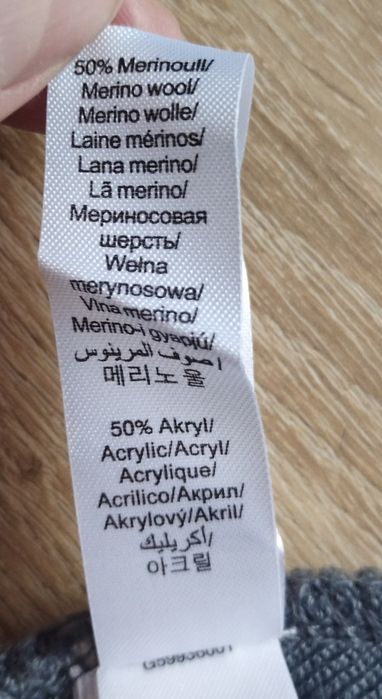 50% Merinoull/
Merino wool/
Merino wolle/
Laine mérinos/
Lana merino/
Lã merino/
Мериносовая
шерсть/
Wełna
merynosowa/
Vlna merino/
Merino-i gyapjú/
صوف المرينوس/
메리노울
50% Akryl/
Acrylic/Acryl/
Acrylique/
Acrilico/Акрил/
Akrylový/Akril/
أكريليك/
아크릴